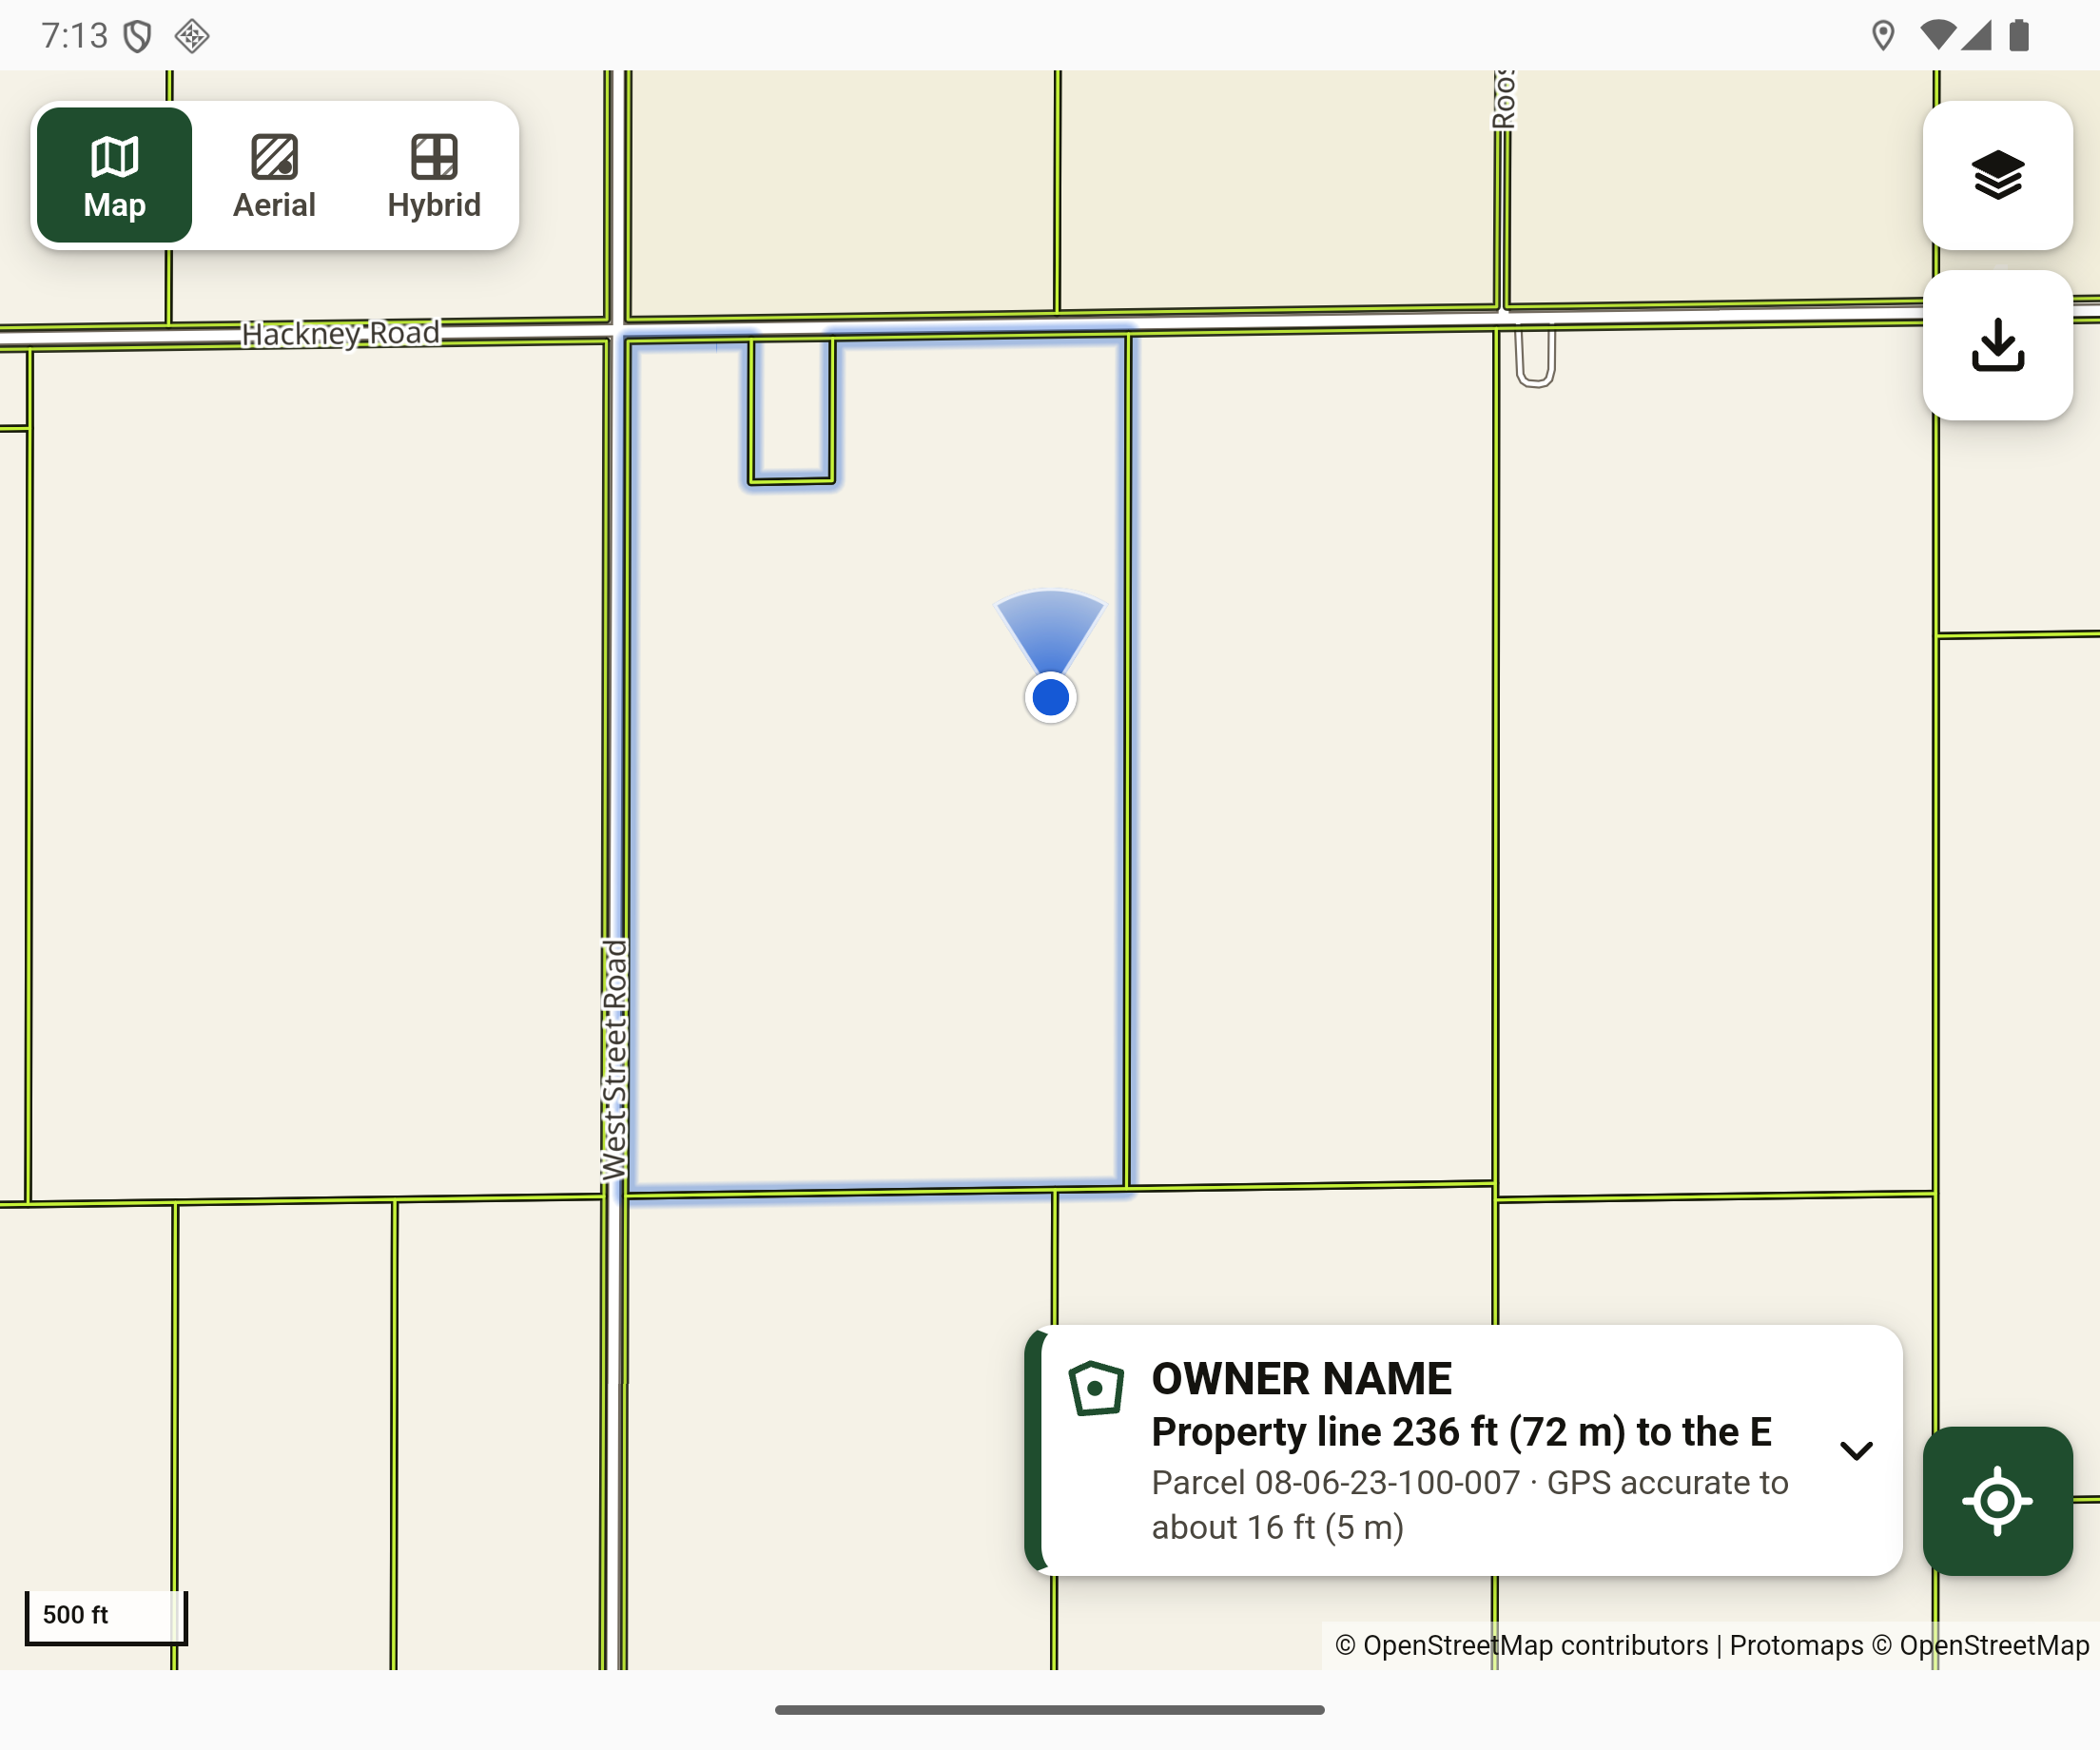 7:13
Map
Aerial
Hybrid
Roos
Hackney Road
West Street Road
OWNER NAME
Property line 236 ft (72 m) to the E
Parcel 08-06-23-100-007 · GPS accurate to
about 16 ft (5 m)
500 ft
© OpenStreetMap contributors | Protomaps © OpenStreetMap